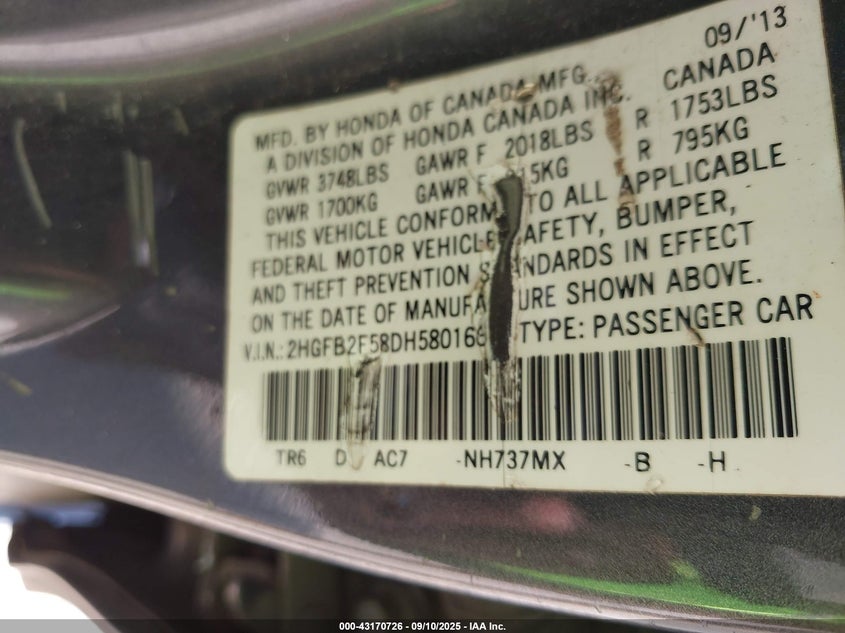 09/'13
MFD. BY HONDA OF CANADA MFG.
A DIVISION OF HONDA CANADA INC. CANADA
GVWR 3748LBS GAWR F 2018LBS R 1753LBS
GVWR 1700KG GAWR F 15KG R 795KG
THIS VEHICLE CONFORM TO ALL APPLICABLE
FEDERAL MOTOR VEHICLE SAFETY, BUMPER,
AND THEFT PREVENTION STANDARDS IN EFFECT
ON THE DATE OF MANUFACTURE SHOWN ABOVE.
V.I.N.: 2HGFB2F58DH58016 TYPE: PASSENGER CAR
TR6 D AC7 -NH737MX -B -H
000-43170726 - 09/10/2025 - IAA Inc.